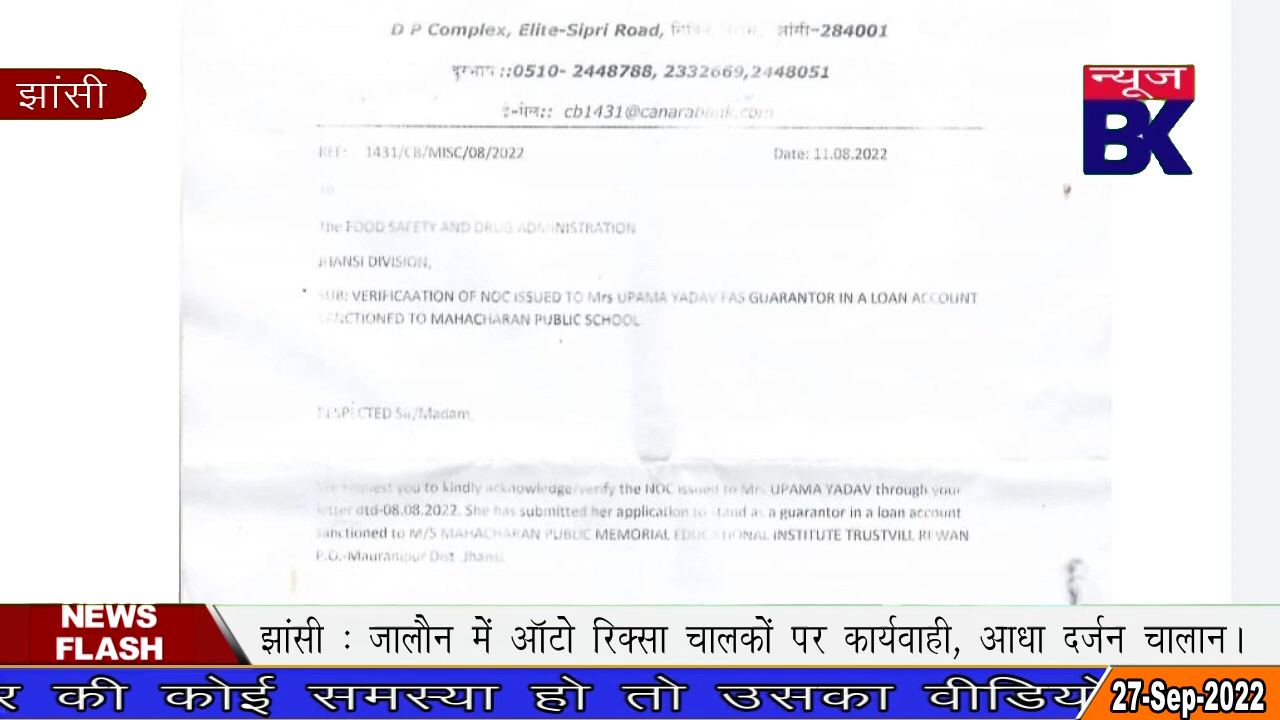 D P Complex, Elite-Sipri Road, झांसी-284001
दूरभाष ::0510- 2448788, 2332669,2448051
ई-मेल:: cb1431@canarabank.com
झांसी
न्यूज
BK
REF: 1431/CB/MISC/08/2022 Date: 11.08.2022
TO
The FOOD SAFETY AND DRUG ADMINISTRATION
JHANSI DIVISION,
SUB: VERIFICAATION OF NOC ISSUED TO Mrs UPAMA YADAV FAS GUARANTOR IN A LOAN ACCOUNT
SANCTIONED TO MAHACHARAN PUBLIC SCHOOL
RESPECTED Sir/Madam,
We request you to kindly acknowledge/verify the NOC issued to Mrs. UPAMA YADAV through your
letter dtd-08.08.2022. She has submitted her application to stand as a guarantor in a loan account
sanctioned to M/S MAHACHARAN PUBLIC MEMORIAL EDUCATIONAL INSTITUTE TRUSTVILL REWAN
P.O.-Mauranipur Dist Jhansi.
NEWS
FLASH
झांसी : जालौन में ऑटो रिक्सा चालकों पर कार्यवाही, आधा दर्जन चालान।
र की कोई समस्या हो तो उसका वीडियो
27-Sep-2022